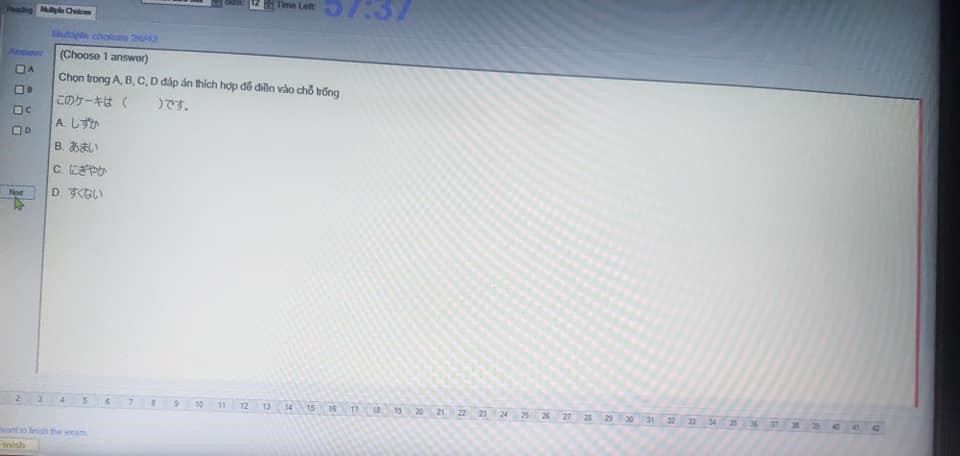 Heading Multiple Choices
12 Time Left: 57:37
Multiple choices 26/42
Answer
(Choose 1 answer)
Chọn trong A, B, C, D đáp án thích hợp để điền vào chỗ trống
このケーキは ( )です。
A. しずか
B. あまい
C. にぎやか
D. すくない
A
B
C
D
Next
2 3 4 5 6 7 8 9 10 11 12 13 14 15 16 17 18 19 20 21 22 23 24 25 26 27 28 29 30 31 32 33 34 35 36 37 38 39 40 41 42
want to finish the exam.
Finish